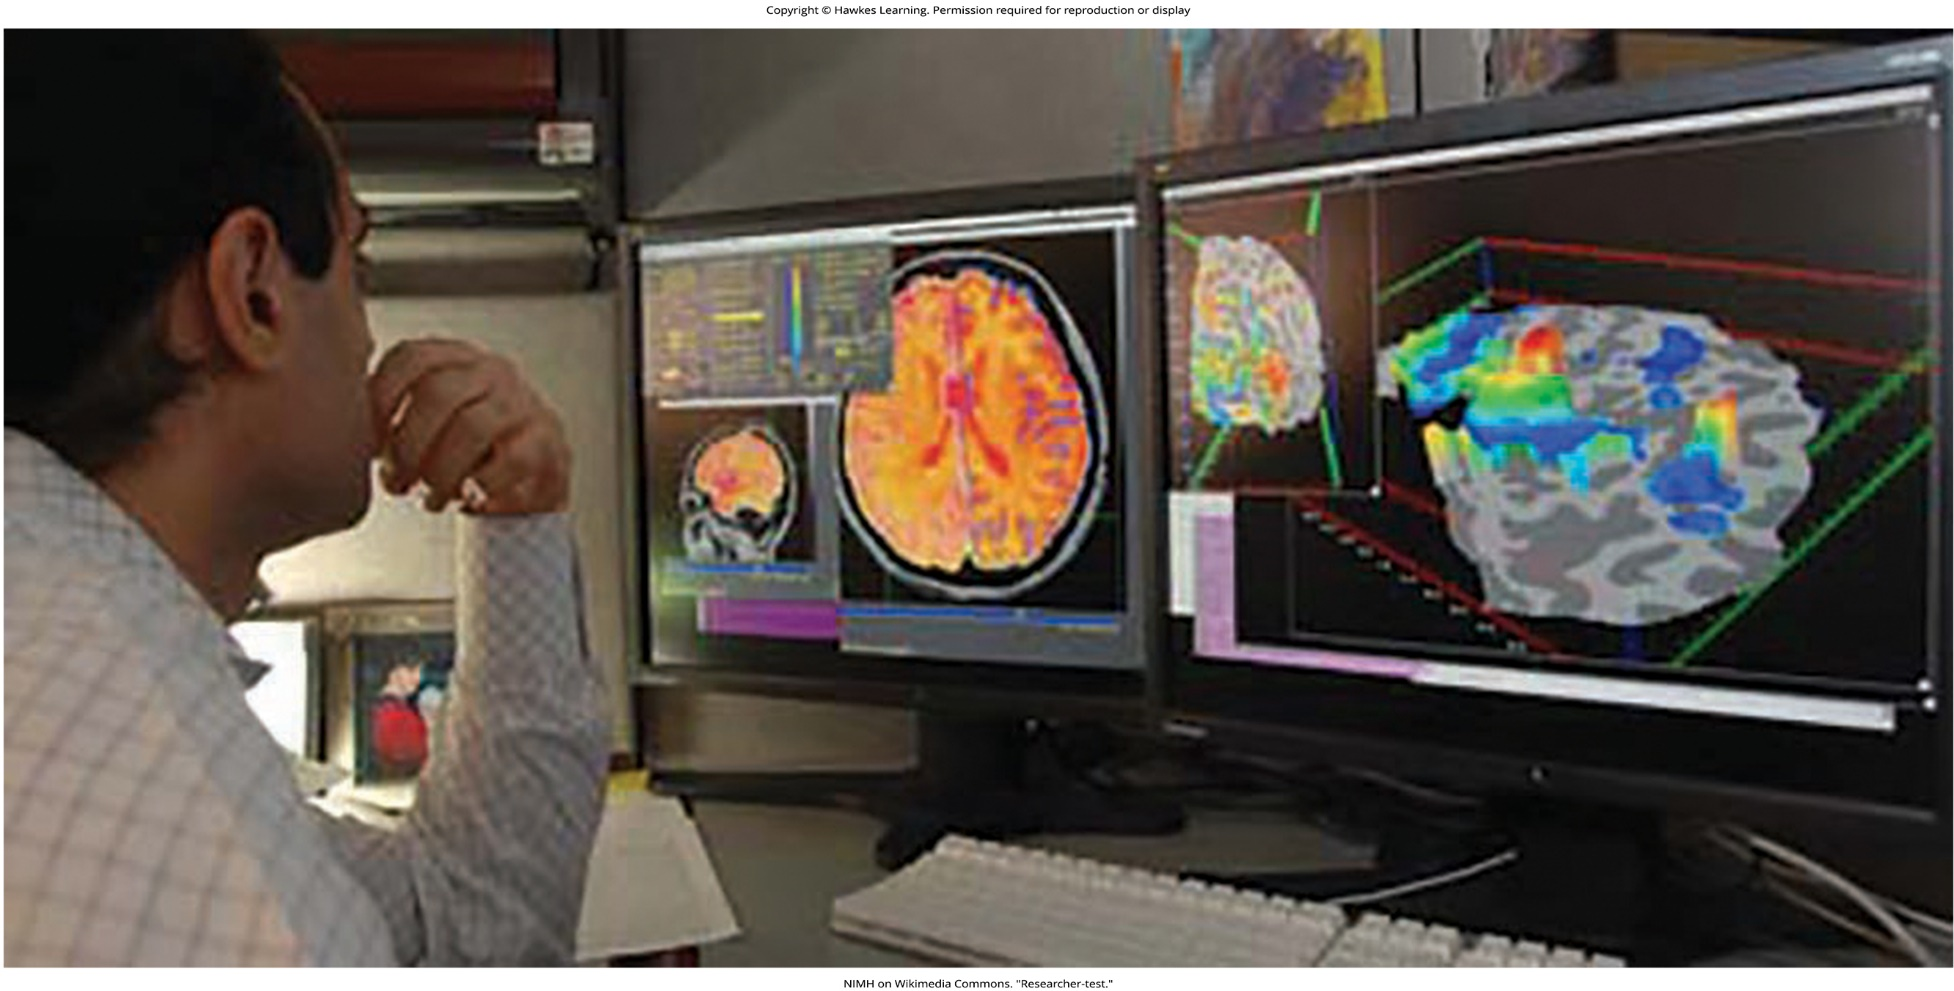 Copyright © Hawkes Learning. Permission required for reproduction or display
NIMH on Wikimedia Commons. "Researcher-test."